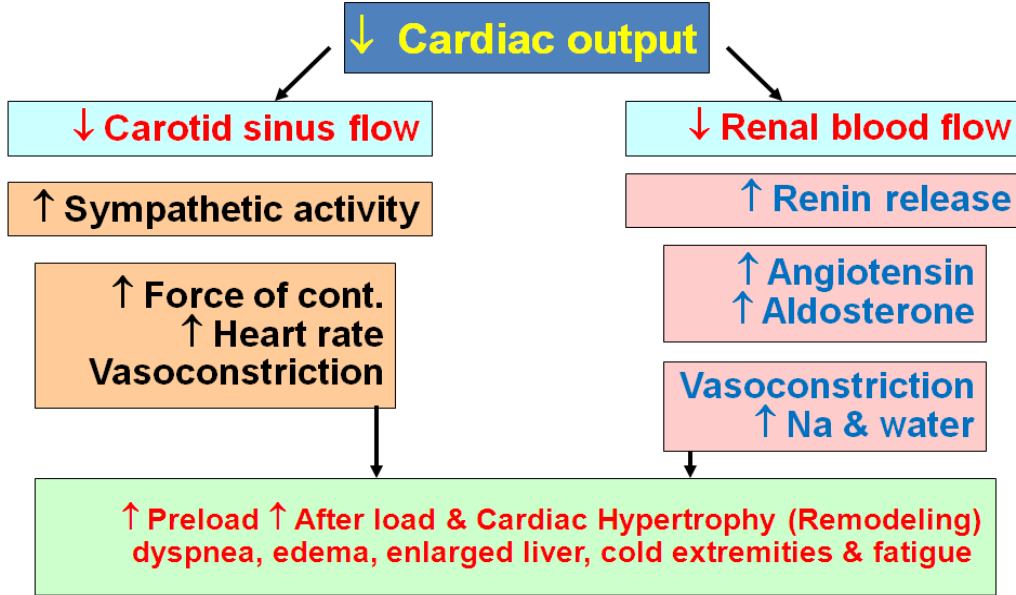 ↓ Cardiac output
↓ Carotid sinus flow
↑ Sympathetic activity
↑ Force of cont.
↑ Heart rate
Vasoconstriction
↓ Renal blood flow
↑ Renin release
↑ Angiotensin
↑ Aldosterone
Vasoconstriction
↑ Na & water
↑ Preload ↑ After load & Cardiac Hypertrophy (Remodeling)
dyspnea, edema, enlarged liver, cold extremities & fatigue